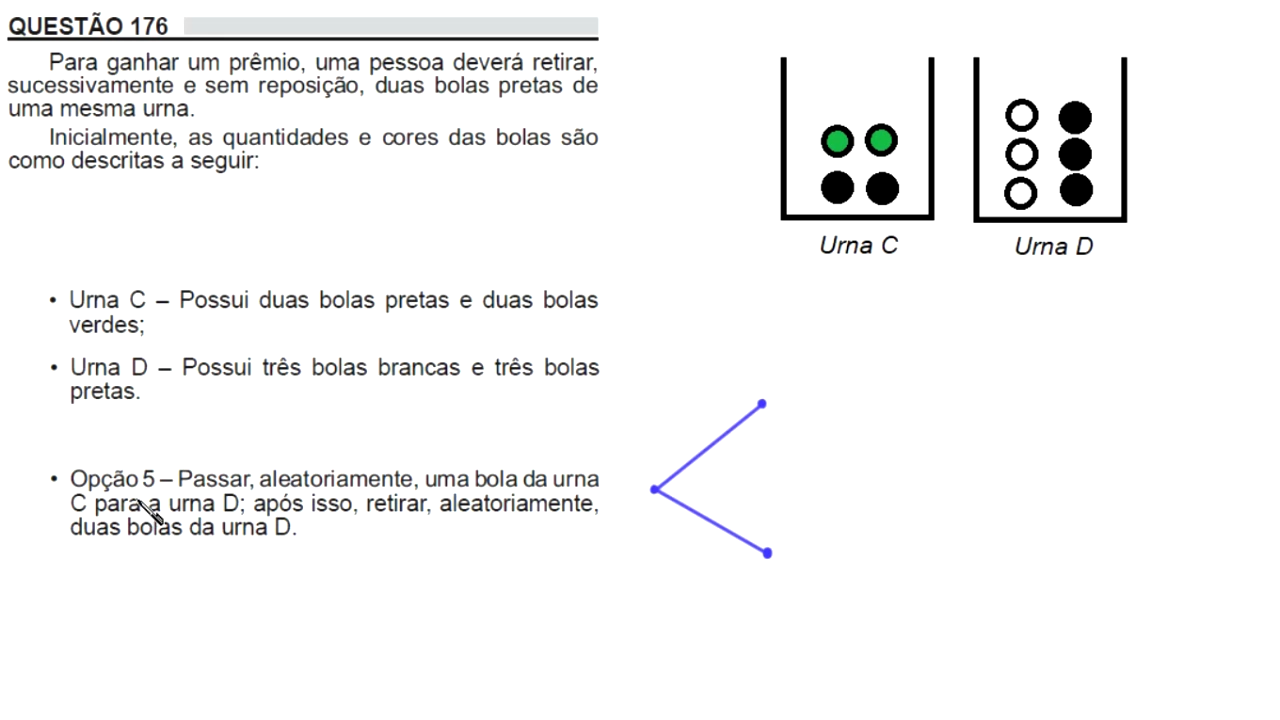 QUESTÃO 176
Para ganhar um prêmio, uma pessoa deverá retirar,
sucessivamente e sem reposição, duas bolas pretas de
uma mesma urna.
Inicialmente, as quantidades e cores das bolas são
como descritas a seguir:
• Urna C – Possui duas bolas pretas e duas bolas
verdes;
• Urna D – Possui três bolas brancas e três bolas
pretas.
• Opção 5 – Passar, aleatoriamente, uma bola da urna
C para a urna D; após isso, retirar, aleatoriamente,
duas bolas da urna D.
Urna C
Urna D